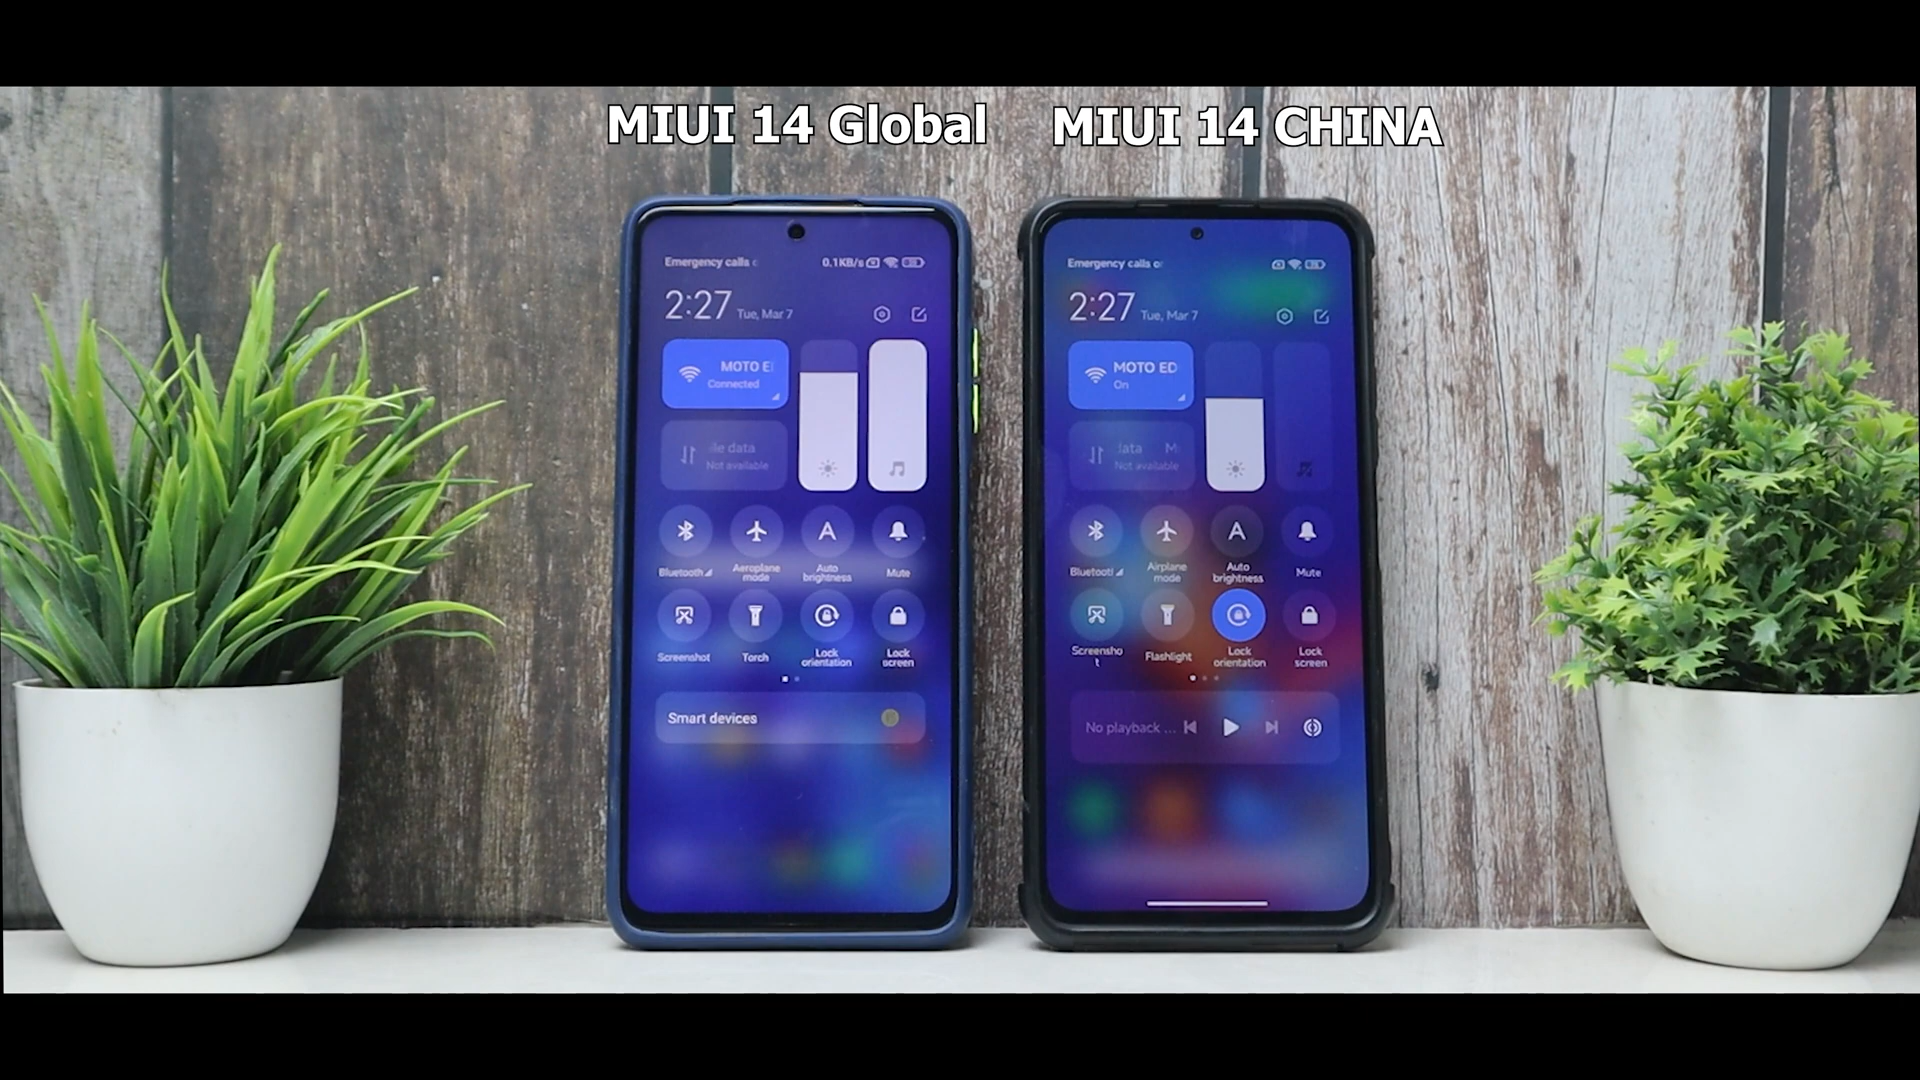 MIUI 14 Global
MIUI 14 CHINA
Emergency calls
0.1KB/s
2:27 Tue, Mar 7
MOTO E
Connected
data
Not available
Bluetooth
Aeroplane
mode
Auto
brightness
Mute
Screenshot
Torch
Lock
orientation
Lock
screen
Smart devices
Emergency calls
2:27 Tue, Mar 7
MOTO ED
On
Not available
Bluetooth
Airplane
mode
Auto
brightness
Mute
Screensho
t
Flashlight
Lock
orientation
Lock
screen
No playback ...